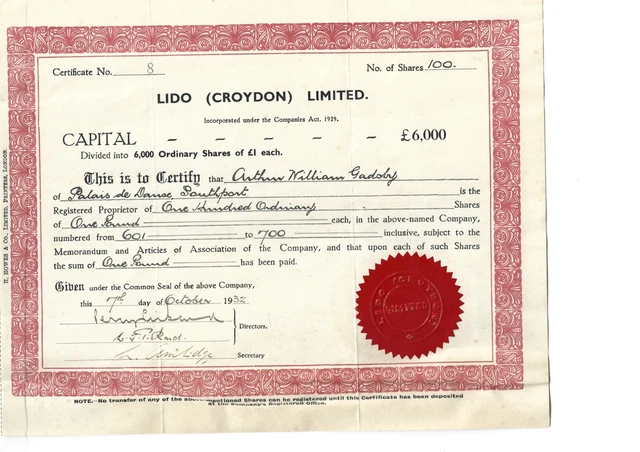 Certificate No. 8 No. of Shares 100.
LIDO (CROYDON) LIMITED.
Incorporated under the Companies Act, 1929.
CAPITAL – – – – – £6,000
Divided into 6,000 Ordinary Shares of £1 each.
This is to Certify that Arthur William Gadsby
of Palais de Danse, Southport is the
Registered Proprietor of One Hundred Ordinary Shares
of One Pound each, in the above-named Company,
numbered from 601 to 700 inclusive, subject to the
Memorandum and Articles of Association of the Company, and that upon each of such Shares
the sum of One Pound has been paid.
Given under the Common Seal of the above Company,
this 7th day of October 1932
Directors.
Secretary
LIMITED
NOTE.—No transfer of any of the above-mentioned Shares can be registered until this Certificate has been deposited
at the Company's Registered Office.
H. HOWES & CO., LIMITED, PRINTERS, LONDON.